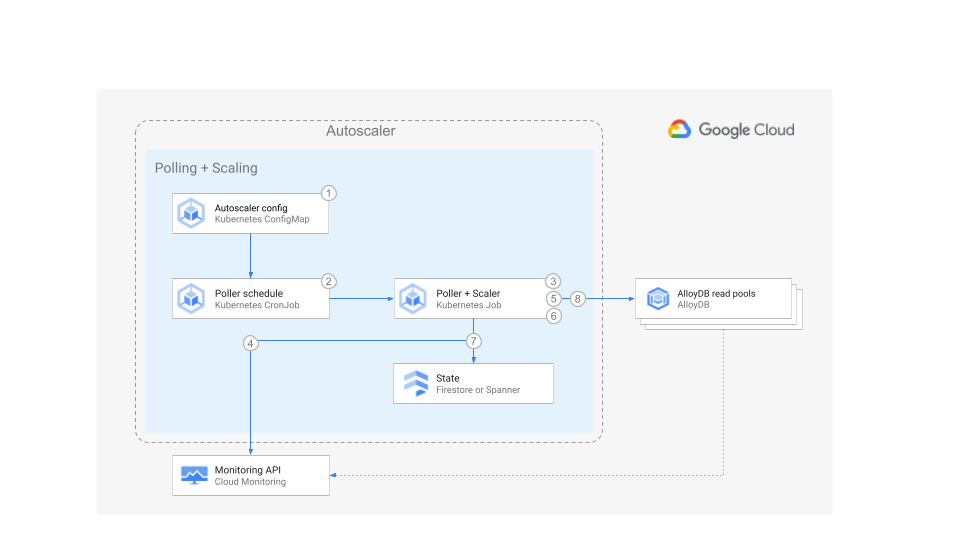 Autoscaler
Google Cloud
Polling + Scaling
1
Autoscaler config
Kubernetes ConfigMap
2
Poller schedule
Kubernetes CronJob
3
Poller + Scaler
Kubernetes Job
5
8
6
AlloyDB read pools
AlloyDB
4
7
State
Firestore or Spanner
Monitoring API
Cloud Monitoring